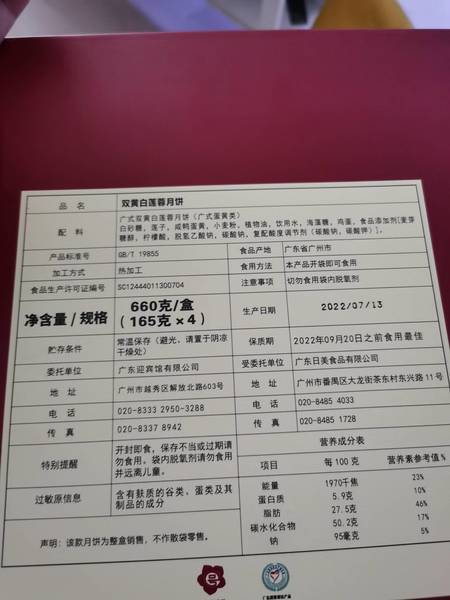 品 名 双黄白莲蓉月饼
配 料 广式双黄白莲蓉月饼（广式蛋黄类）
白砂糖，莲子，咸鸭蛋黄，小麦粉，植物油，饮用水，海藻糖，鸡蛋，食品添加剂[麦芽
糖醇，柠檬酸，脱氢乙酸钠，碳酸钠，复配酸度调节剂（碳酸钠，碳酸钾）]。
产品标准号 GB/T 19855 食品产地 广东省广州市
加工方式 热加工 食用方法 本产品开袋即可食用
食品生产许可证编号 SC12444011300704 注意事项 切勿食用袋内脱氧剂
净含量/规格 660克/盒
（165克×4） 生产日期 2022/07/13
贮存条件 常温保存（避光、请置于阴凉
干燥处） 保质期 2022年09月20日之前食用最佳
委托单位 广东迎宾馆有限公司 受委托单位 广东日美食品有限公司
地 址 广州市越秀区解放北路603号 地 址 广州市番禺区大龙街茶东村东兴路11号
电 话 020-8333 2950-3288 电 话 020-8485 4033
传 真 020-8337 8942 传 真 020-8485 1728
特别提醒 开封即食，保存不当或过期请
勿食用。袋内脱氧剂请勿食用
并远离儿童。
过敏原信息 含有麸质的谷类、蛋类及其
制品的成分
营养成分表
项目 每100克 营养素参考值%
能量 1970千焦 23%
蛋白质 5.9克 10%
脂肪 27.5克 46%
碳水化合物 50.2克 17%
钠 95毫克 5%
声明：该款月饼为整盒销售，不作散袋零售。